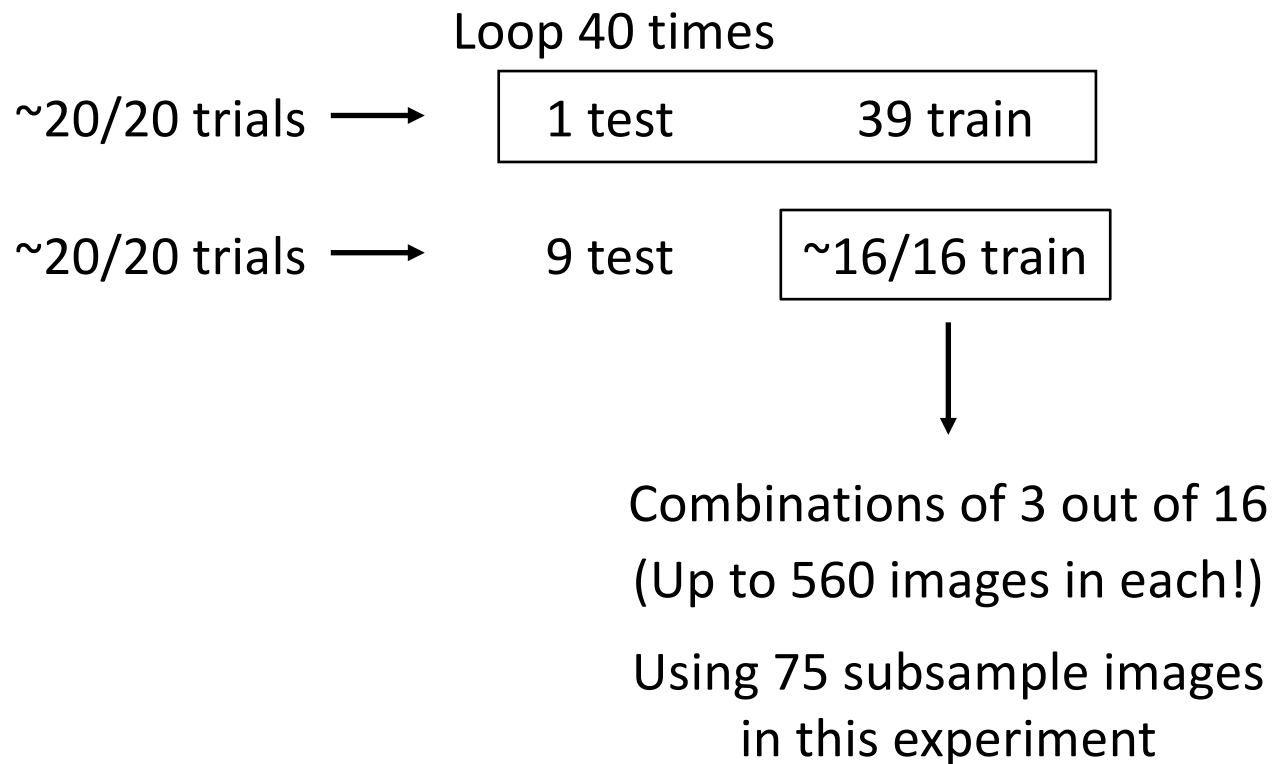 Loop 40 times
~20/20 trials 1 test 39 train
~20/20 trials 9 test ~16/16 train
Combinations of 3 out of 16
(Up to 560 images in each!)
Using 75 subsample images
in this experiment